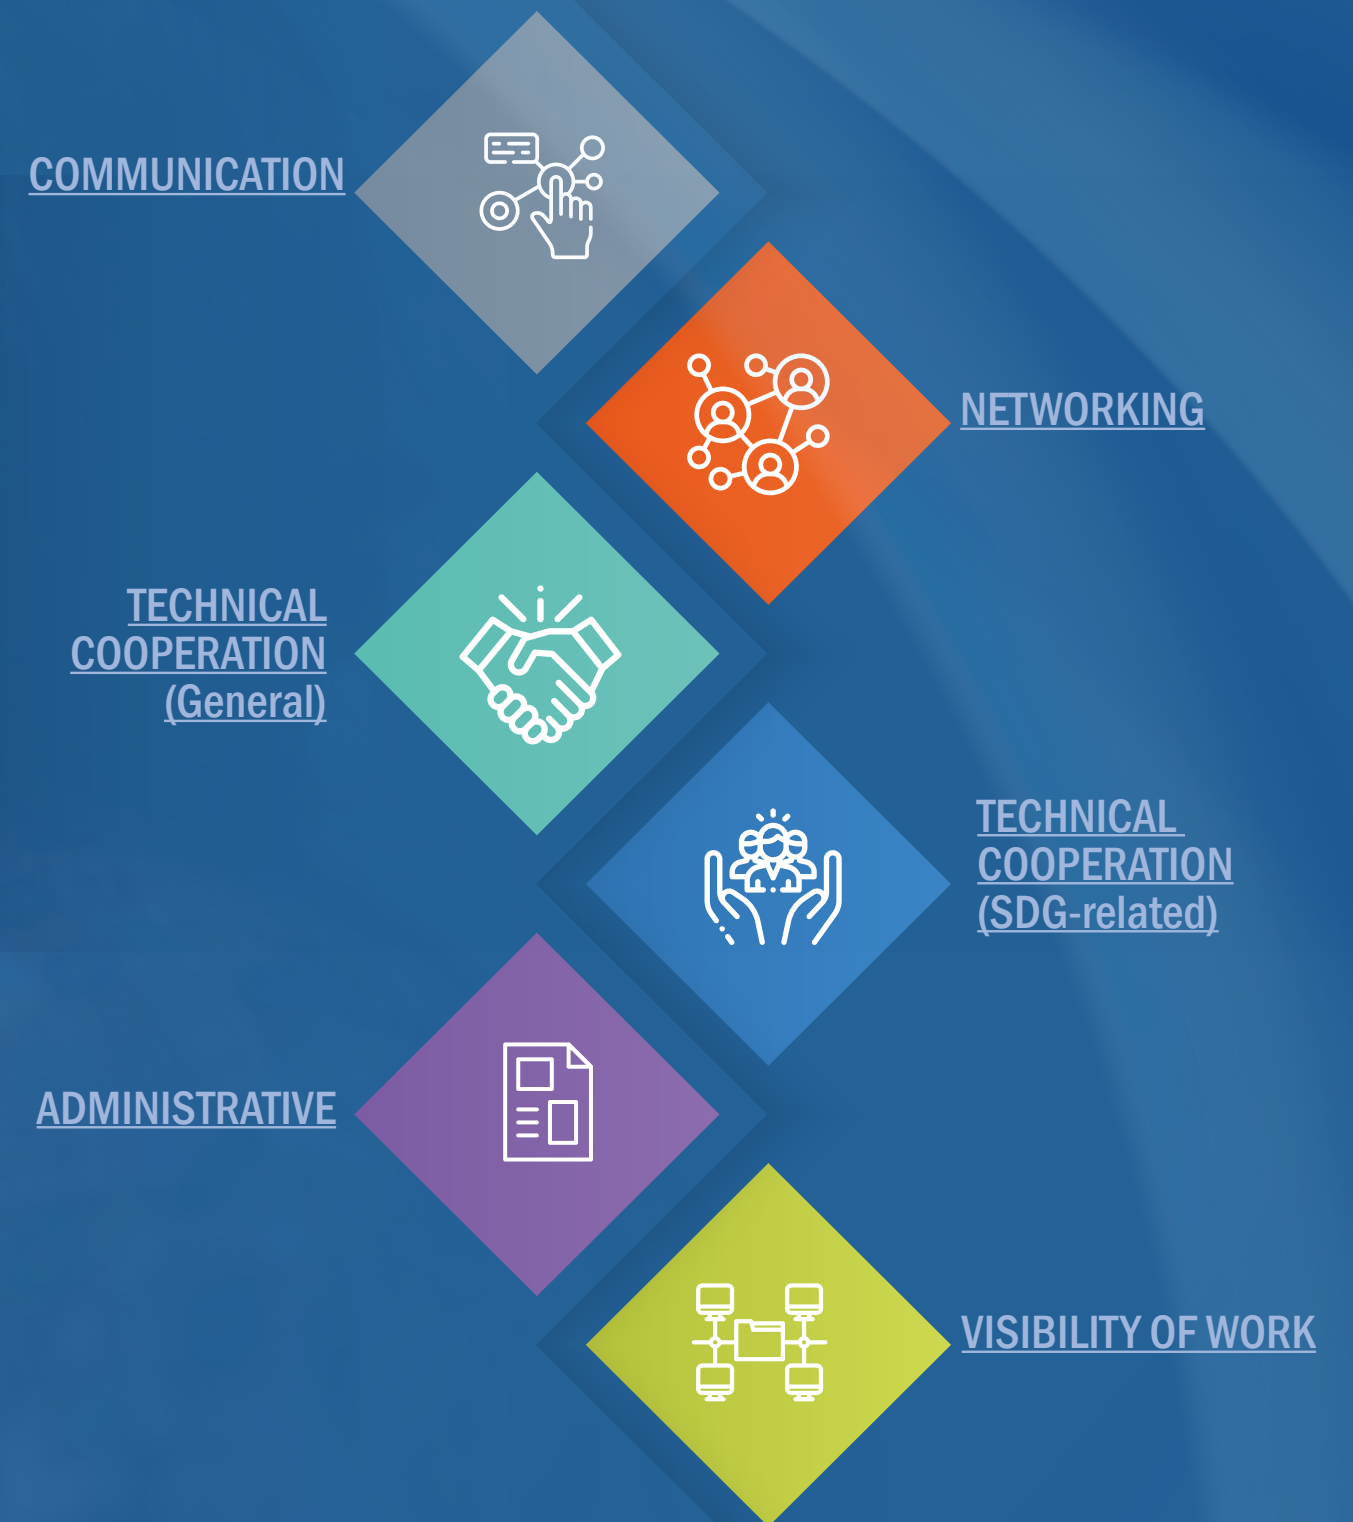 COMMUNICATION
NETWORKING
TECHNICAL
COOPERATION
(General)
TECHNICAL
COOPERATION
(SDG-related)
ADMINISTRATIVE
VISIBILITY OF WORK